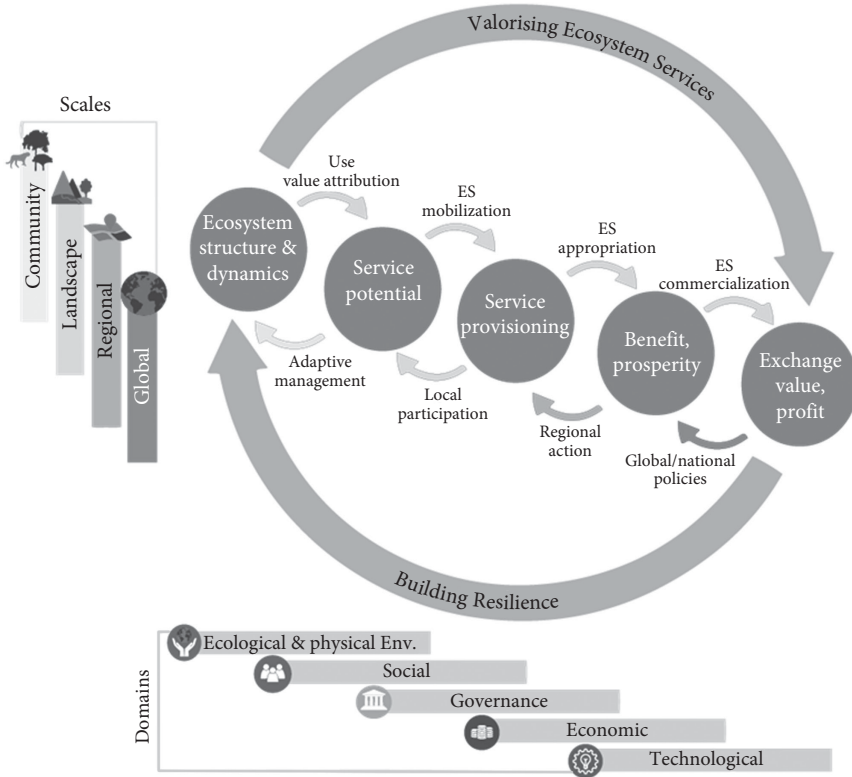 Valorising Ecosystem Services
Scales
Community
Landscape
Regional
Global
Use
value attribution
ES
mobilization
ES
appropriation
ES
commercialization
Ecosystem
structure &
dynamics
Service
potential
Service
provisioning
Benefit,
prosperity
Exchange
value,
profit
Adaptive
management
Local
participation
Regional
action
Global/national
policies
Building Resilience
Domains
Ecological & physical Env.
Social
Governance
Economic
Technological